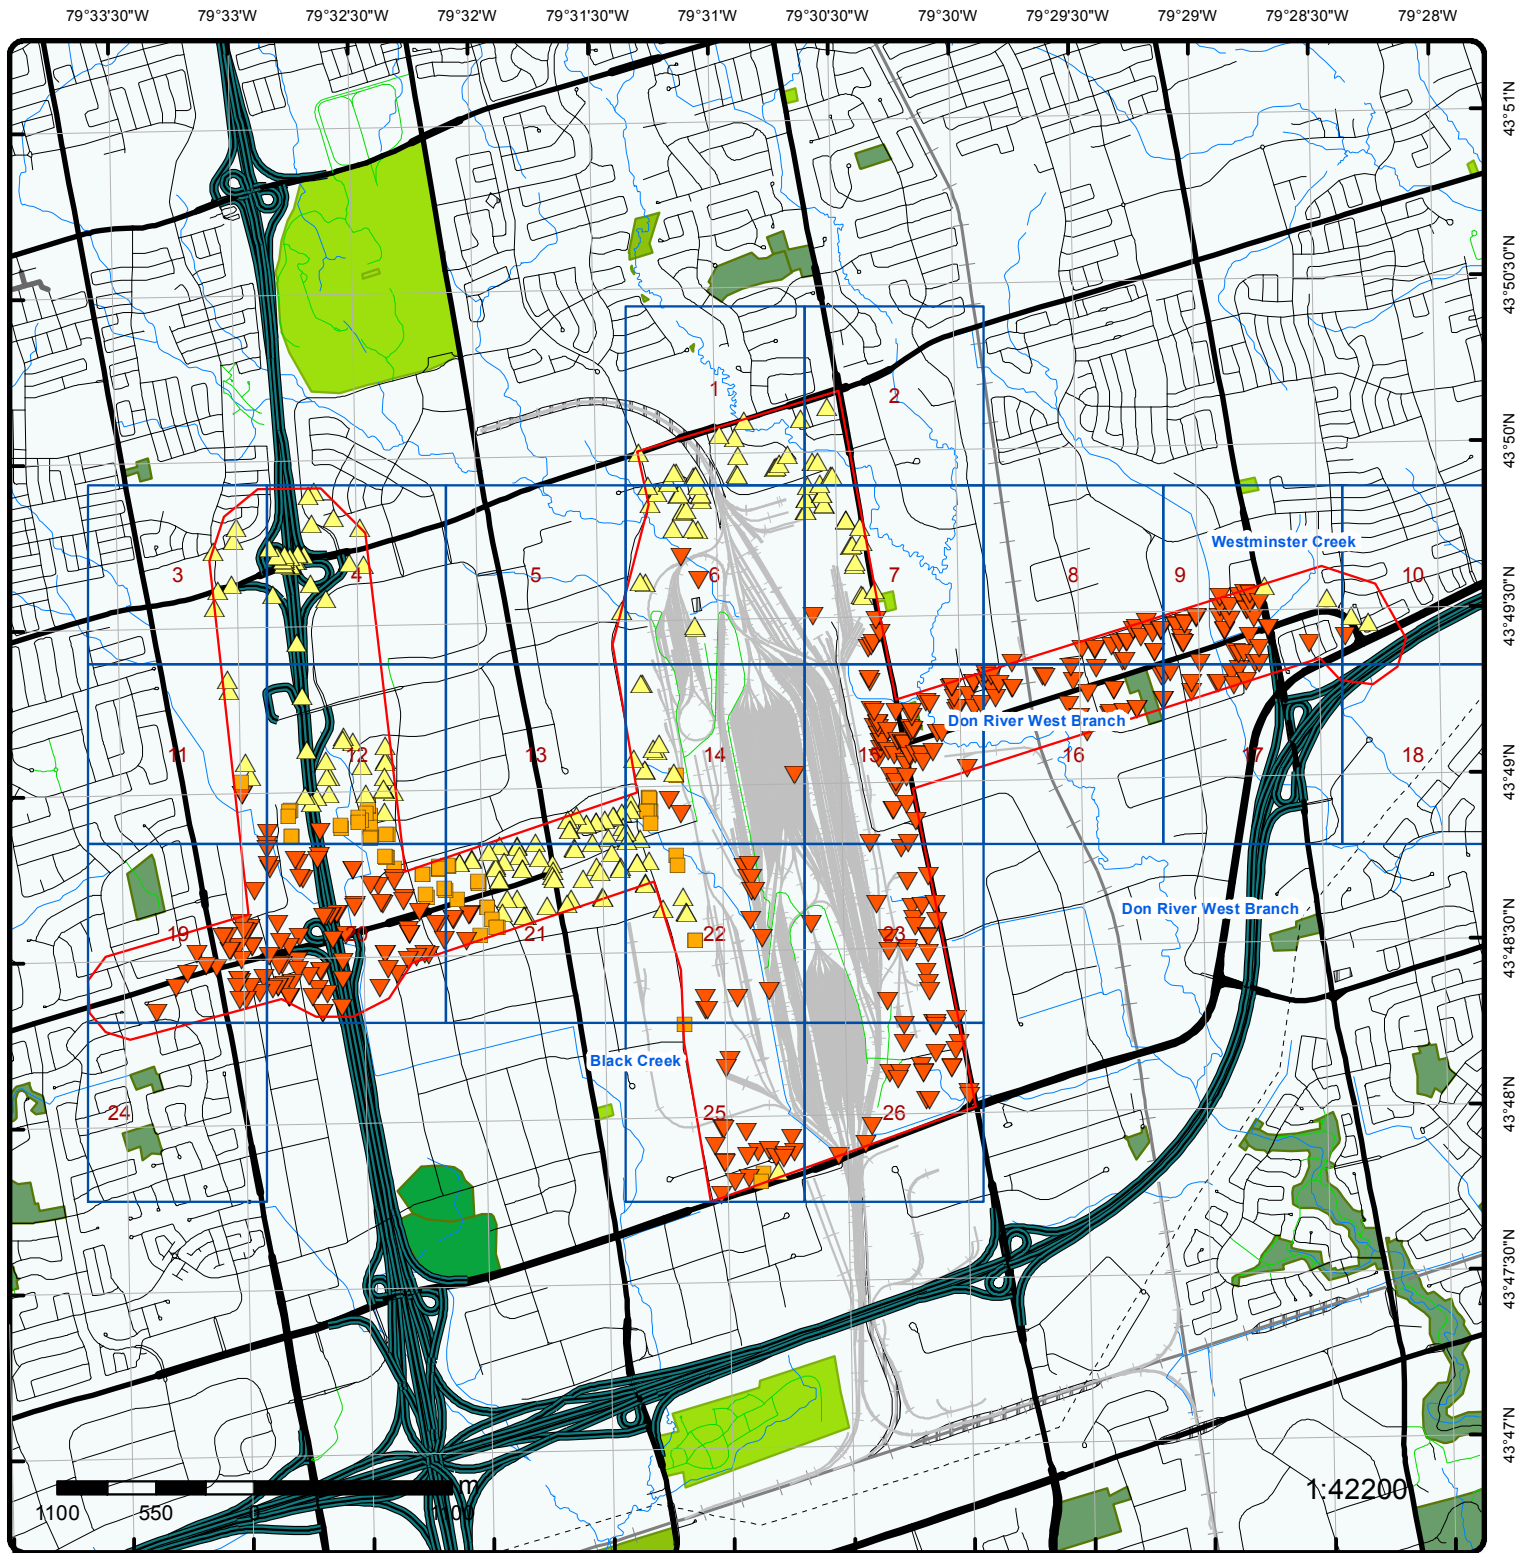 79°33'30"W 79°33'W 79°32'30"W 79°32'W 79°31'30"W 79°31'W 79°30'30"W 79°30'W 79°29'30"W 79°29'W 79°28'30"W 79°28'W
43°51'N
43°50'30"N
1
2
43°50'N
Westminster Creek
3
4
5
6
7
8
9
10
43°49'30"N
Don River West Branch
11
12
13
14
15
16
17
18
43°49'N
Don River West Branch
19
20
21
22
23
43°48'30"N
Black Creek
24
25
26
43°48'N
43°47'30"N
43°47'N
m
1100 550 0 1100
1:42200